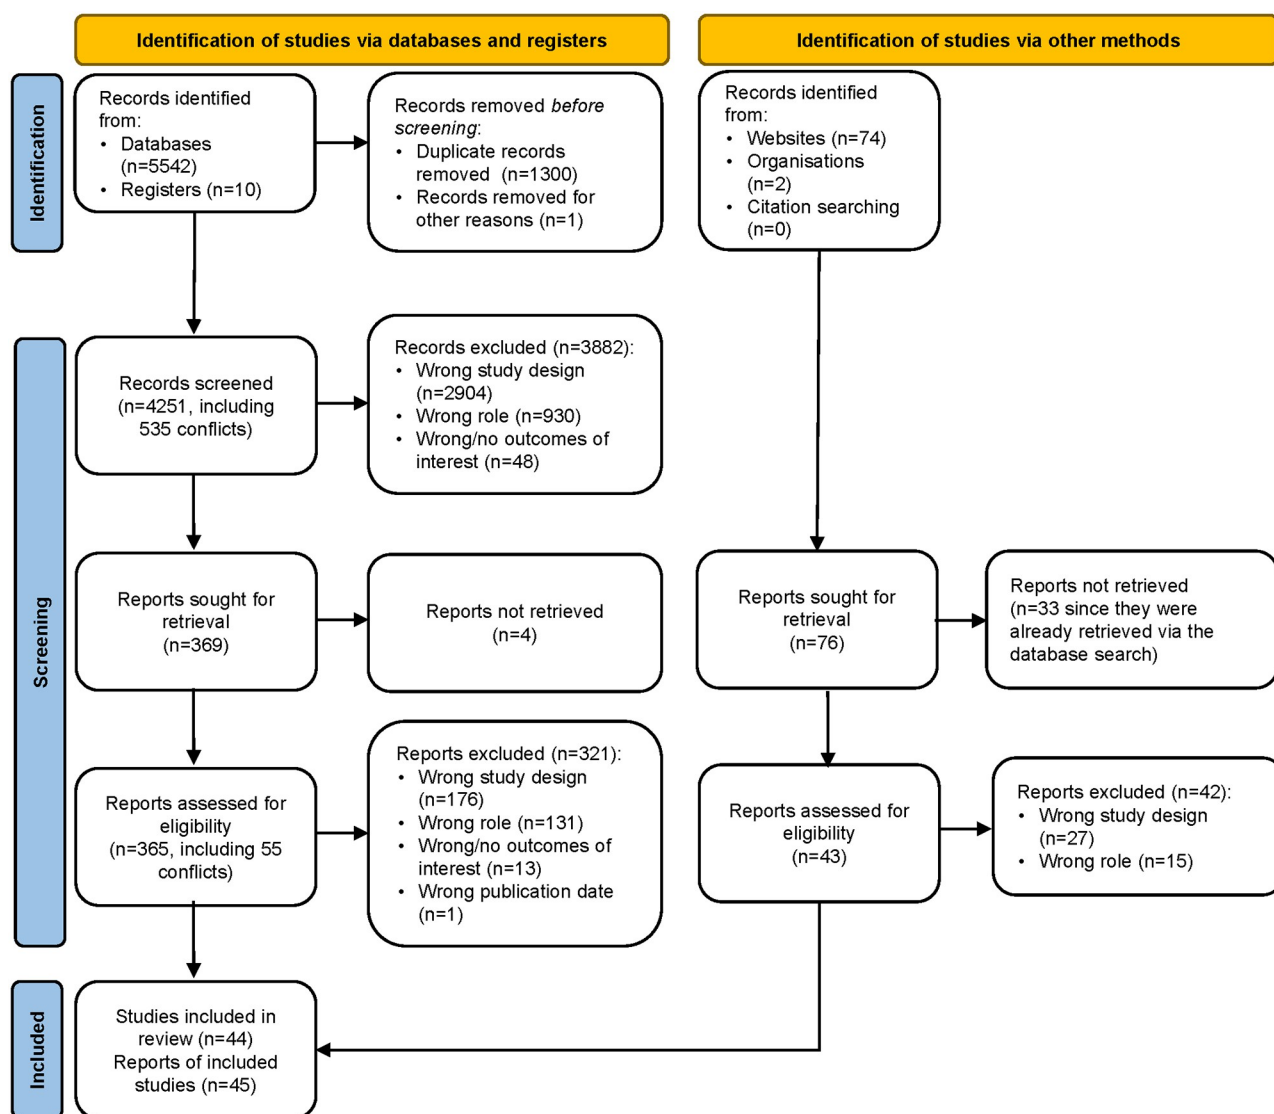 Identification of studies via databases and registers
Identification of studies via other methods
Identification
Records identified
from:
• Databases
(n=5542)
• Registers (n=10)
Records removed before
screening:
• Duplicate records
removed (n=1300)
• Records removed for
other reasons (n=1)
Records identified
from:
• Websites (n=74)
• Organisations
(n=2)
• Citation searching
(n=0)
Screening
Records screened
(n=4251, including
535 conflicts)
Records excluded (n=3882):
• Wrong study design
(n=2904)
• Wrong role (n=930)
• Wrong/no outcomes of
interest (n=48)
Reports sought for
retrieval
(n=369)
Reports not retrieved
(n=4)
Reports sought for
retrieval
(n=76)
Reports not retrieved
(n=33 since they were
already retrieved via the
database search)
Reports assessed for
eligibility
(n=365, including 55
conflicts)
Reports excluded (n=321):
• Wrong study design
(n=176)
• Wrong role (n=131)
• Wrong/no outcomes of
interest (n=13)
• Wrong publication date
(n=1)
Reports assessed for
eligibility
(n=43)
Reports excluded (n=42):
• Wrong study design
(n=27)
• Wrong role (n=15)
Included
Studies included in
review (n=44)
Reports of included
studies (n=45)